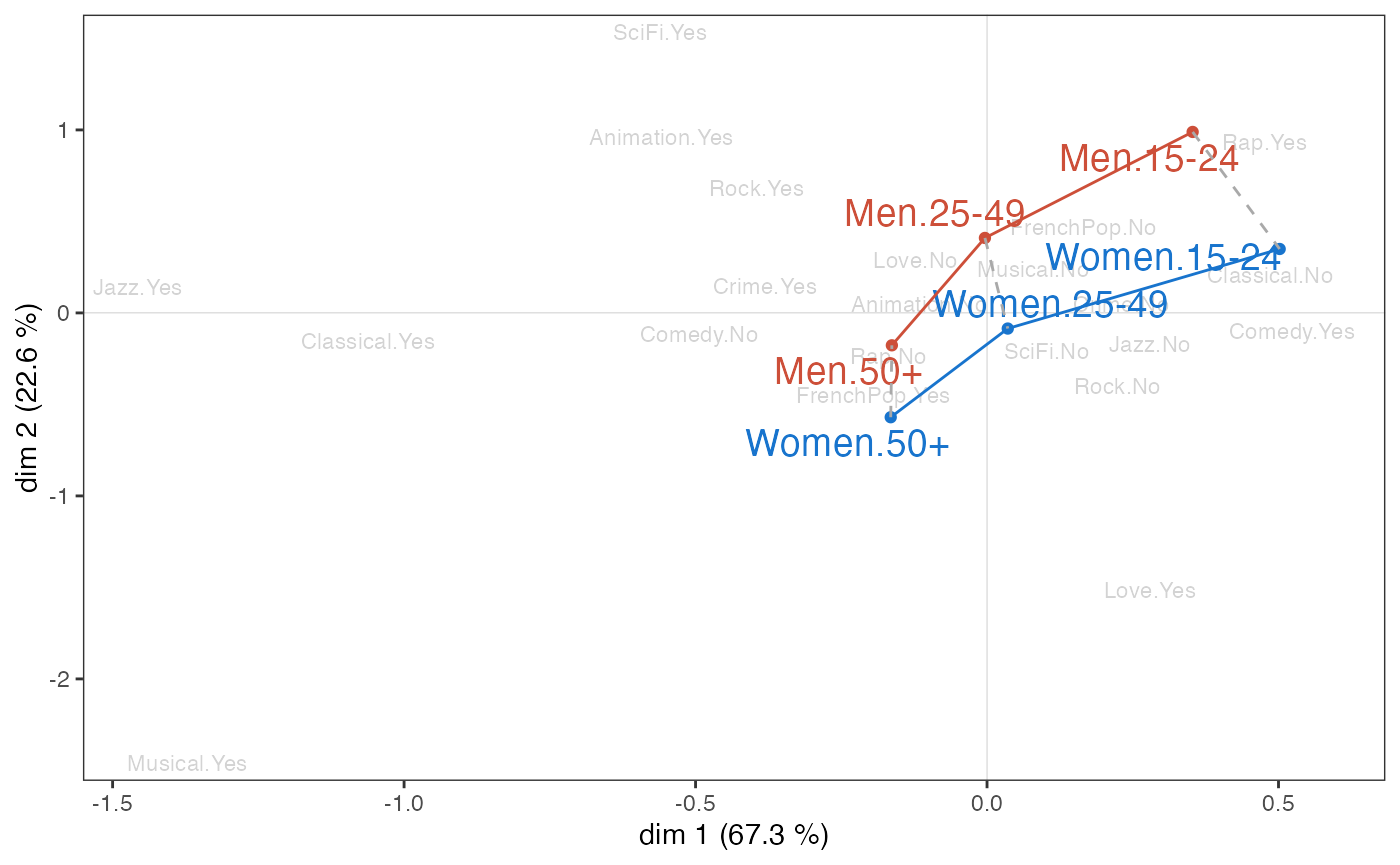 SciFi.Yes
1
Animation.Yes
Rap.Yes
Men.15-24
Rock.Yes
Men.25-49
FrenchPop.No
Women.15-24
Love.No
Musical.No
Classical.No
Jazz.Yes
Crime.Yes
Animation.No
Women.25-49
Crime.No
0
Classical.Yes
Comedy.No
Comedy.Yes
SciFi.No
Jazz.No
Rap.No
Men.50+
Rock.No
FrenchPop.Yes
Women.50+
-1
Love.Yes
-2
Musical.Yes
-1.5
-1.0
-0.5
0.0
0.5
dim 1 (67.3 %)
dim 2 (22.6 %)